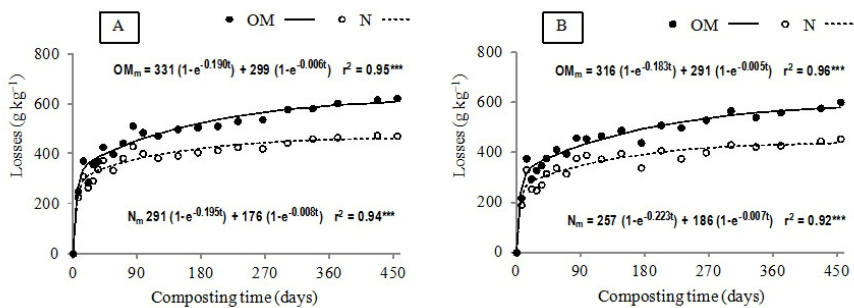 A
OM N
800
OMₘ = 331 (1-e⁻⁰·¹⁹⁰ᵗ) + 299 (1-e⁻⁰·⁰⁰⁶ᵗ) r² = 0.95***
600
400
200
0
Nₘ 291 (1-e⁻⁰·¹⁹⁵ᵗ) + 176 (1-e⁻⁰·⁰⁰⁸ᵗ) r² = 0.94***
Losses (g kg⁻¹)
0 90 180 270 360 450
Composting time (days)
B
OM N
800
OMₘ = 316 (1-e⁻⁰·¹⁸³ᵗ) + 291 (1-e⁻⁰·⁰⁰⁵ᵗ) r² = 0.96***
600
400
200
0
Nₘ = 257 (1-e⁻⁰·²²³ᵗ) + 186 (1-e⁻⁰·⁰⁰⁷ᵗ) r² = 0.92***
Losses (g kg⁻¹)
0 90 180 270 360 450
Composting time (days)